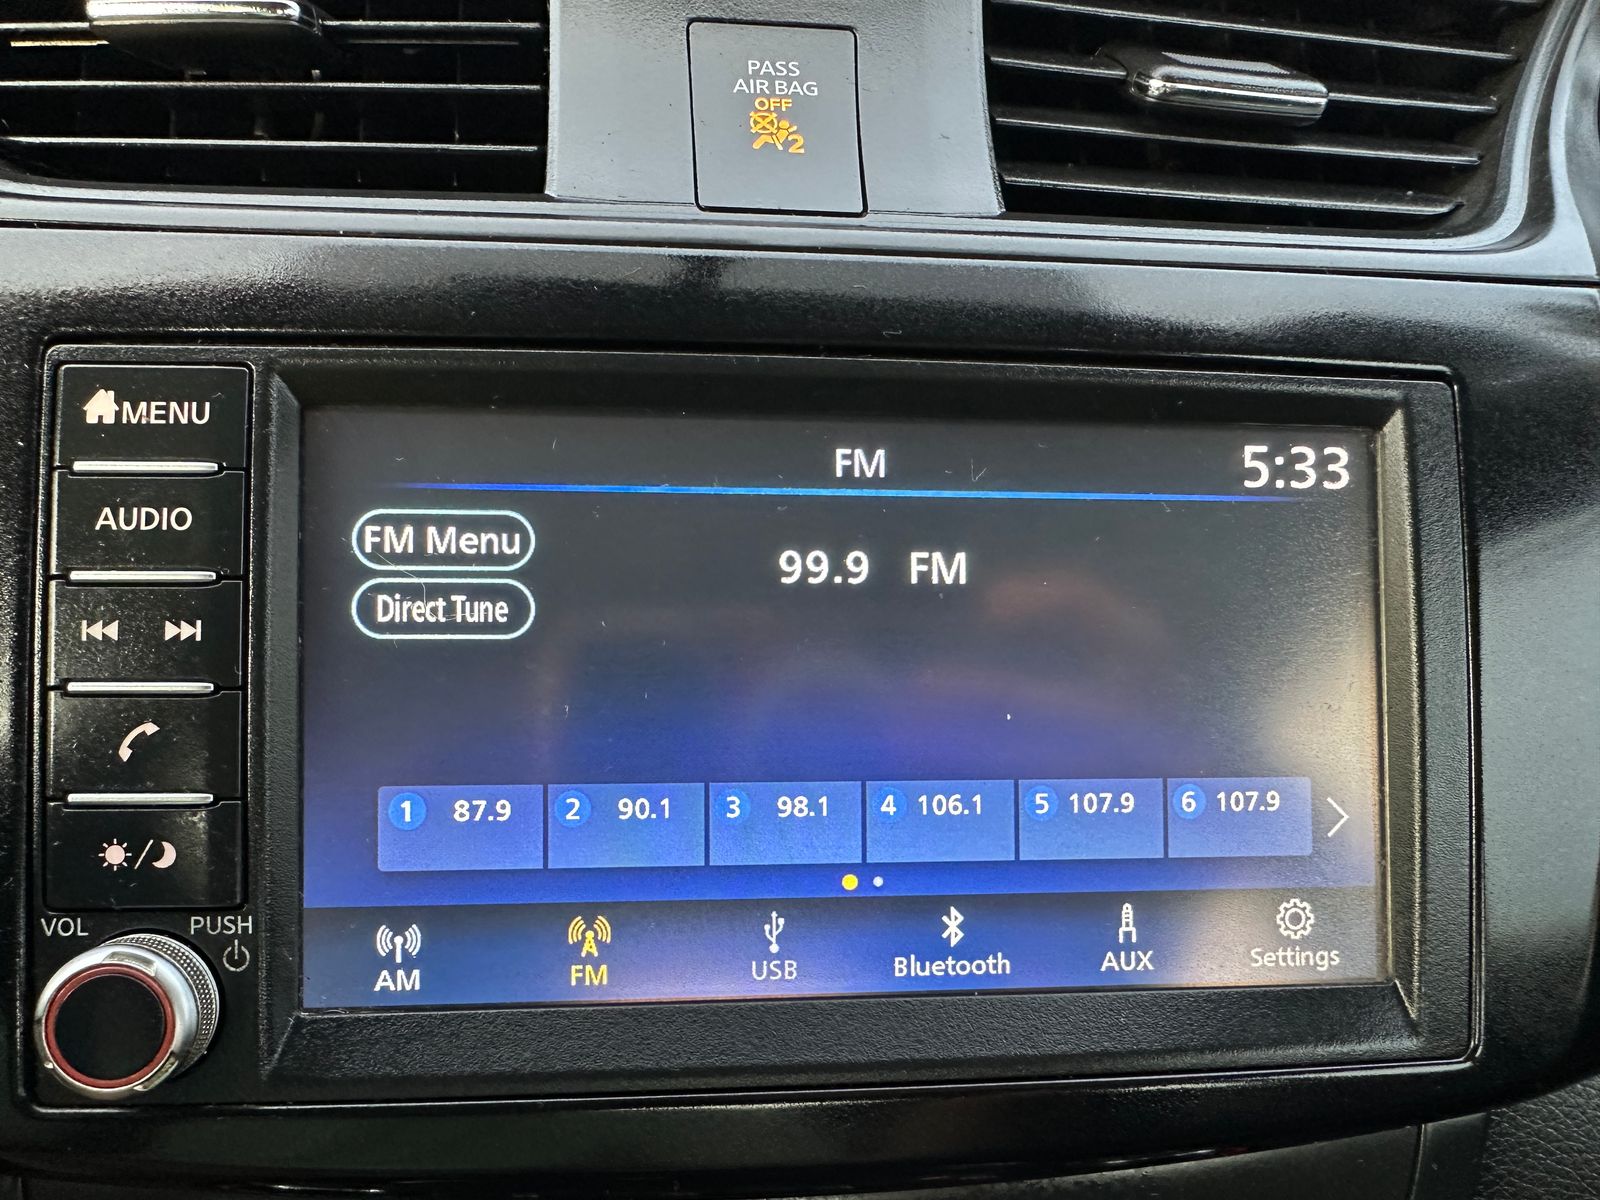 PASS
AIR BAG
OFF
2
MENU
AUDIO
VOL
PUSH
FM
5:33
FM Menu
99.9 FM
Direct Tune
1 87.9 2 90.1 3 98.1 4 106.1 5 107.9 6 107.9
AM FM USB Bluetooth AUX Settings